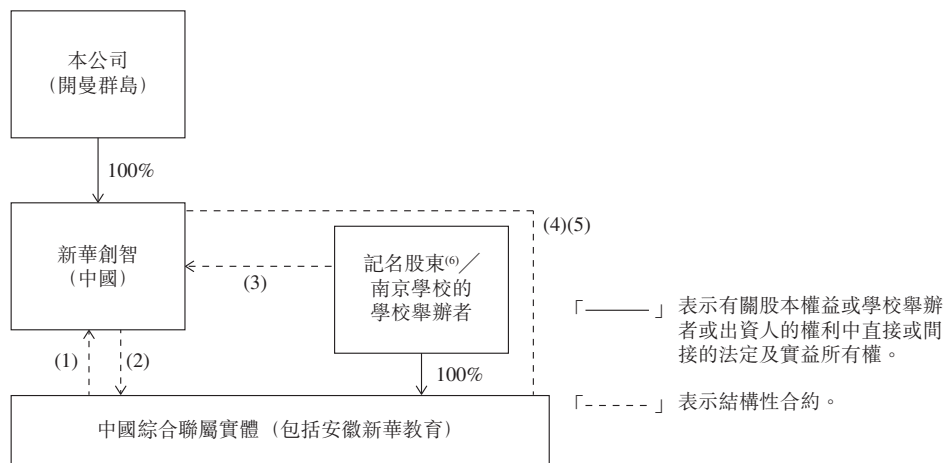 本公司
（開曼群島）
100%
新華創智
（中國）
(4)(5)
記名股東⁽⁶⁾／
南京學校的
學校舉辦者
(3)
(1)
(2)
100%
中國綜合聯屬實體（包括安徽新華教育）
「———」表示有關股本權益或學校舉辦
者或出資人的權利中直接或間
接的法定及實益所有權。
「-----」表示結構性合約。